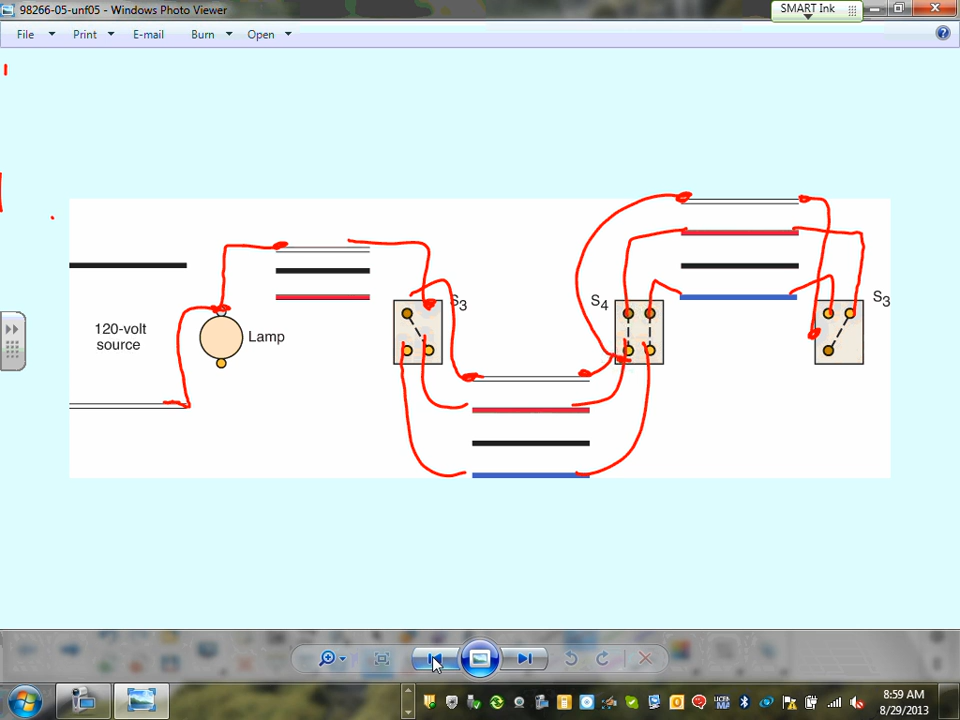 98266-05-unf05 - Windows Photo Viewer
SMART Ink
File Print E-mail Burn Open
120-volt
source
Lamp
S3
S4
S3
8:59 AM
8/29/2013